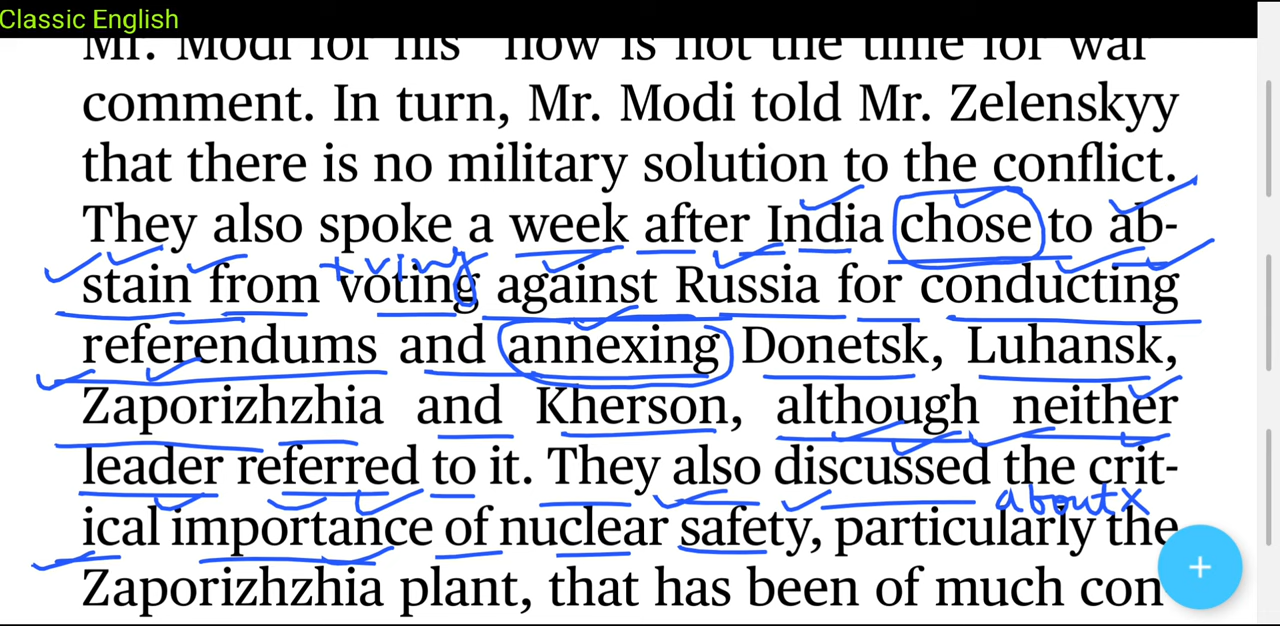 Classic English
Mr. Modi for his "now is not the time for war"
comment. In turn, Mr. Modi told Mr. Zelenskyy
that there is no military solution to the conflict.
They also spoke a week after India chose to ab-
stain from voting against Russia for conducting
+ving
referendums and annexing Donetsk, Luhansk,
Zaporizhzhia and Kherson, although neither
leader referred to it. They also discussed the crit-
about x
ical importance of nuclear safety, particularly the
Zaporizhzhia plant, that has been of much con
+